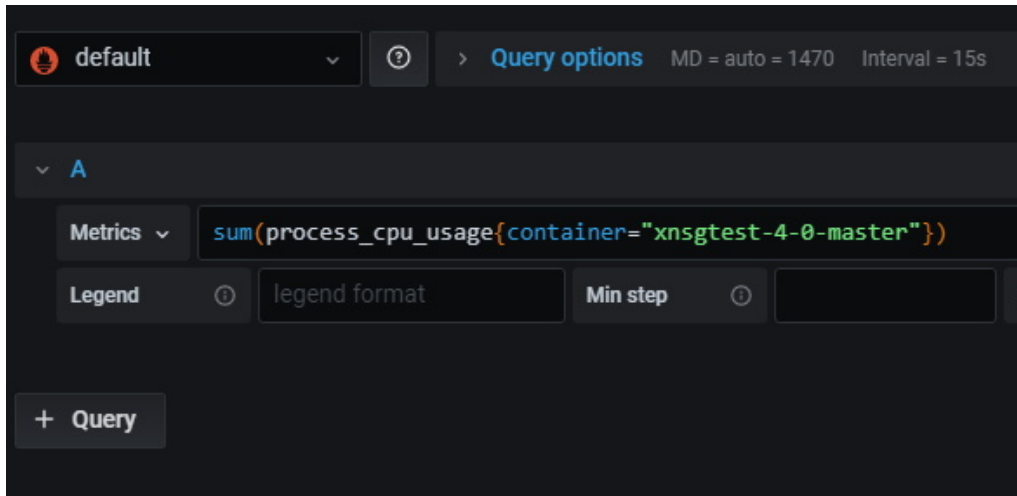 default Query options MD = auto = 1470 Interval = 15s
A
Metrics sum(process_cpu_usage{container="xnsgtest-4-0-master"})
Legend legend format Min step
+ Query